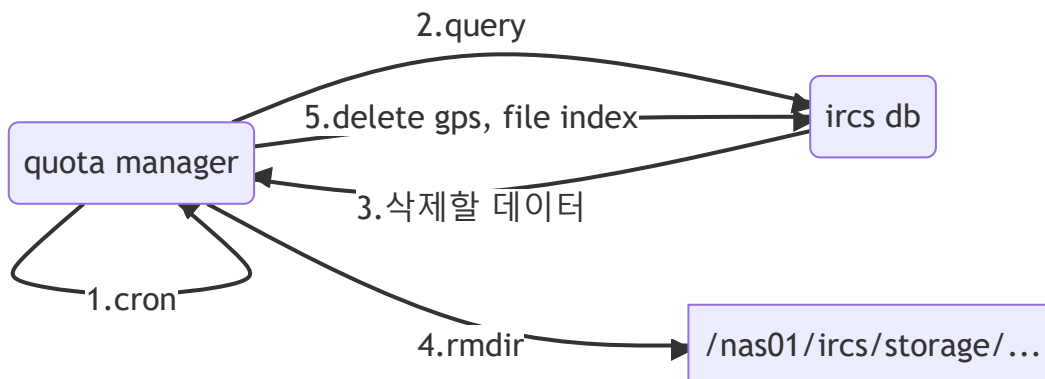 2.query
5.delete gps, file index
ircs db
quota manager
3.삭제할 데이터
1.cron
4.rmdir
/nas01/ircs/storage/...